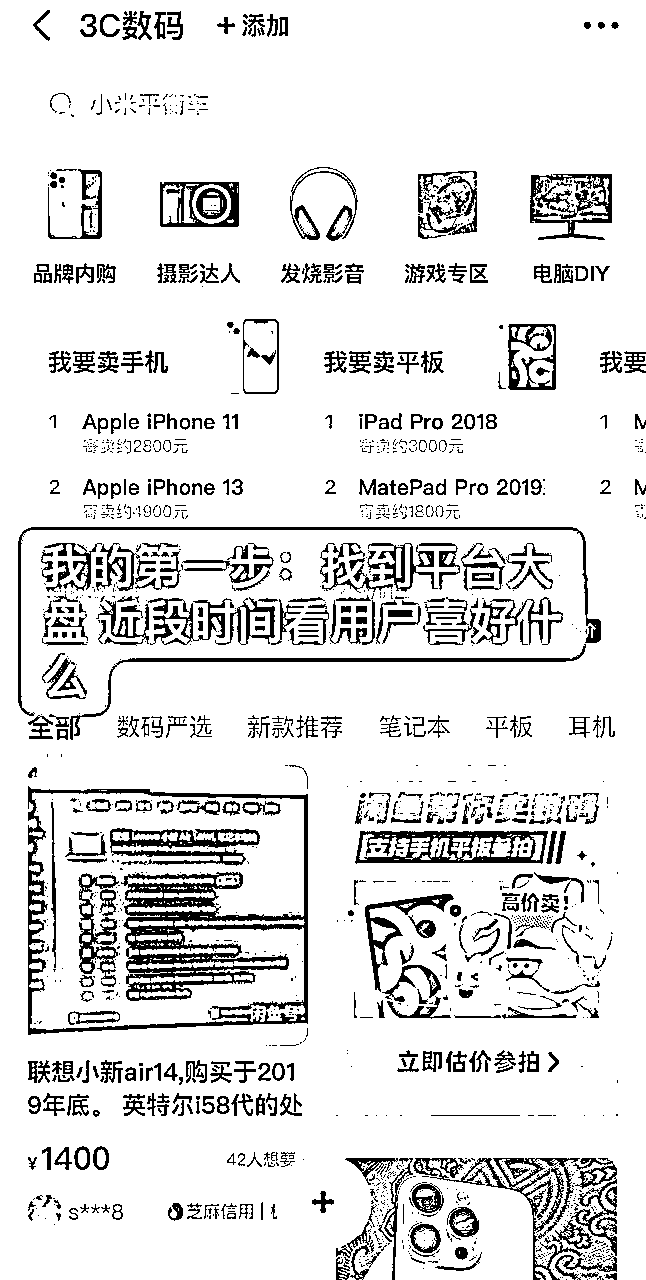 3C数码 +添加
小米平衡车
品牌内购 摄影达人 发烧影音 游戏专区 电脑DIY
我要卖手机 我要卖平板 我要
1 Apple iPhone 11 1 iPad Pro 2018 1 M
寄卖约2800元 寄卖约3000元
2 Apple iPhone 13 2 MatePad Pro 2019 2 M
寄卖约4900元 寄卖约1800元
我的第一步：找到平台大
盘 近段时间看用户喜好什
么
全部 数码严选 新款推荐 笔记本 平板 耳机
闲鱼帮你卖数码
支持手机平板单拍
高价卖!
立即估价参拍
联想小新air14,购买于201
9年底。 英特尔i58代的处
¥1400 42人想要
s***8 芝麻信用